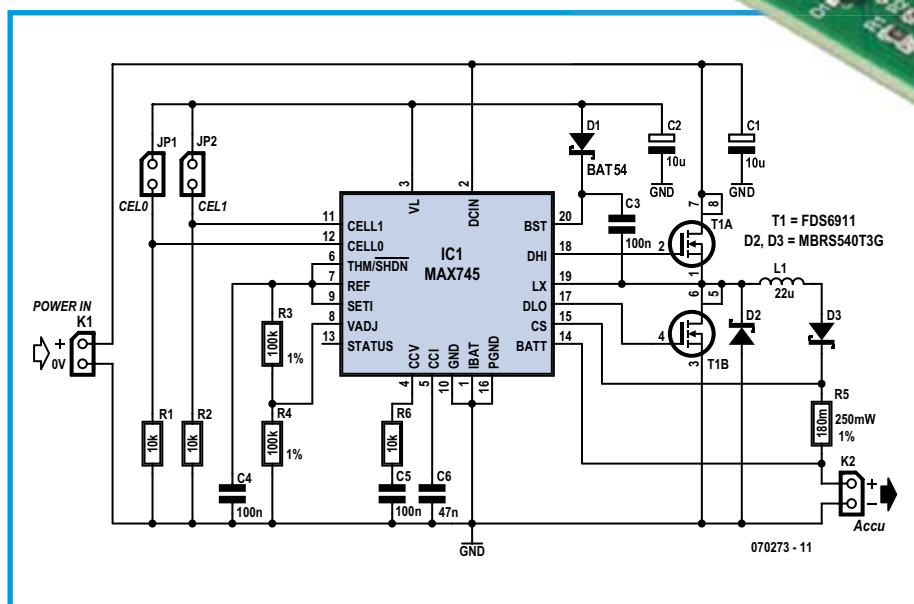 JP1
JP2
D1
C2
C1
BAT54
10u
10u
CEL0
CEL1
GND
GND
3
2
VL
DCIN
C3
100n
7
8
T1A
T1 = FDS6911
D2, D3 = MBRS540T3G
11
CELL1
BST
20
12
CELL0
IC1
DHI
18
2
6
THM/SHDN
MAX745
1
7
REF
LX
19
6
5
L1
22u
9
SETI
DLO
17
8
VADJ
CS
15
D2
D3
13
STATUS
BATT
14
4
T1B
3
CCV
CCI
GND
IBAT
PGND
4
5
10
1
16
POWER IN
K1
+
0V
R3
100k
1%
R1
10k
R2
10k
R4
100k
1%
R6
10k
R5
180m
250mW
1%
C4
100n
C5
100n
C6
47n
K2
+
–
Accu
GND
070273 - 11